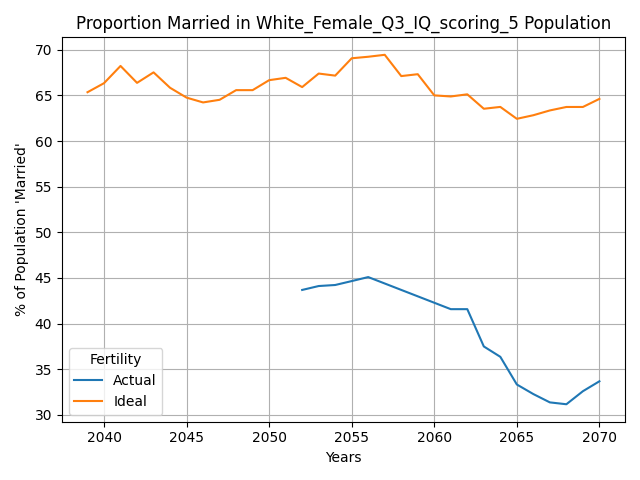 Proportion Married in White_Female_Q3_IQ_scoring_5 Population
% of Population 'Married'
70
65
60
55
50
45
40
35
30
Fertility
Actual
Ideal
2040 2045 2050 2055 2060 2065 2070
Years